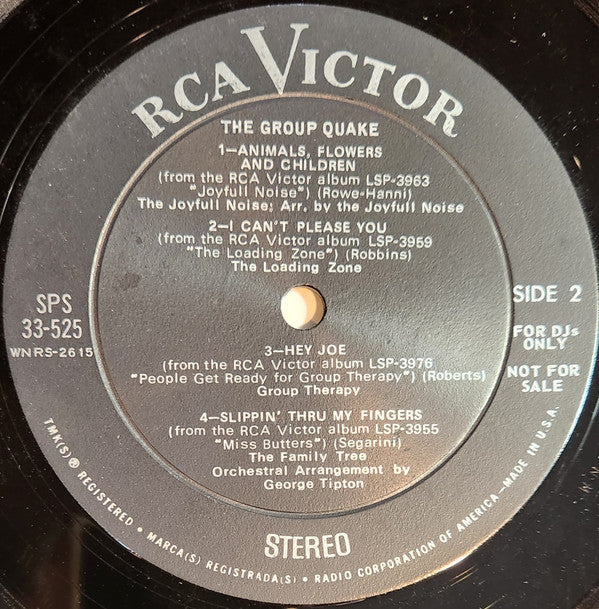 RCA VICTOR
THE GROUP QUAKE
1—ANIMALS, FLOWERS
AND CHILDREN
(from the RCA Victor album LSP-3963
"Joyfull Noise") (Rowe-Hanni)
The Joyfull Noise; Arr. by the Joyfull Noise
2—I CAN'T PLEASE YOU
(from the RCA Victor album LSP-3959
"The Loading Zone") (Robbins)
The Loading Zone
SPS
33-525
WNRS-2615
SIDE 2
FOR DJs
ONLY
NOT FOR
SALE
3—HEY JOE
(from the RCA Victor album LSP-3976
"People Get Ready for Group Therapy") (Roberts)
Group Therapy
4—SLIPPIN' THRU MY FINGERS
(from the RCA Victor album LSP-3955
"Miss Butters") (Segarini)
The Family Tree
Orchestral Arrangement by
George Tipton
STEREO
TMK(S) ® REGISTERED • MARCA(S) REGISTRADA(S) • RADIO CORPORATION OF AMERICA—MADE IN U.S.A.